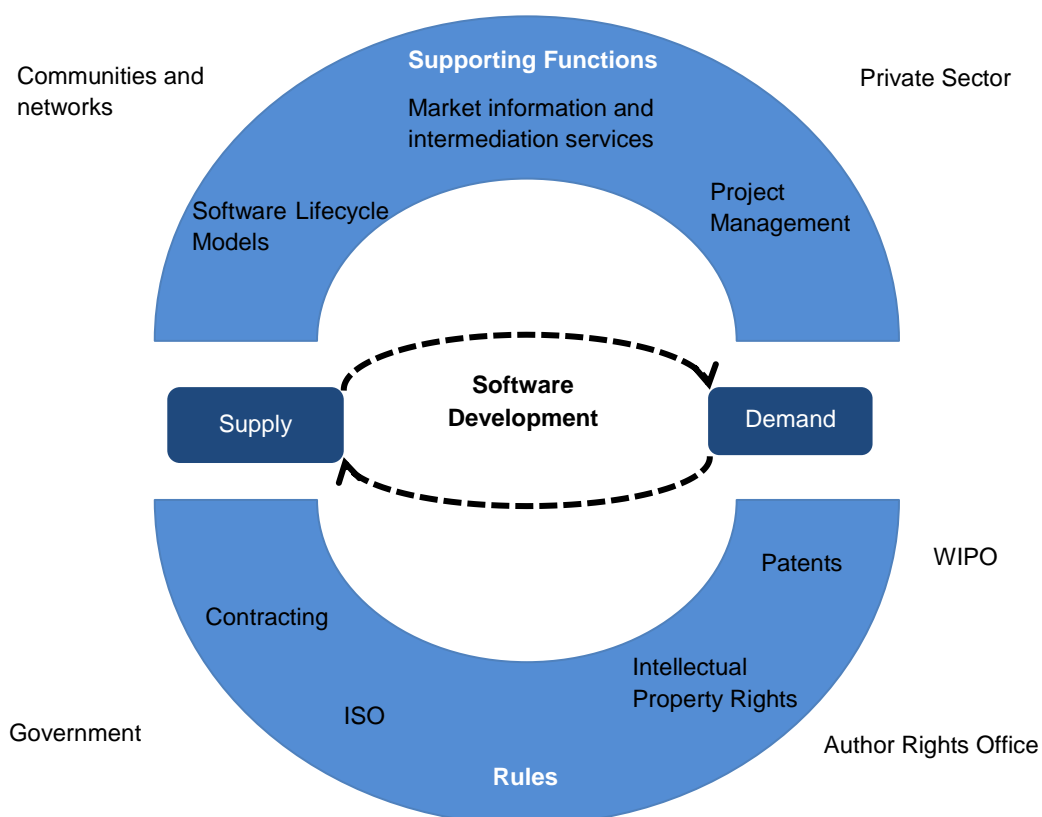 Supporting Functions
Communities and
networks
Private Sector
Market information and
intermediation services
Project
Management
Software Lifecycle
Models
Software
Development
Supply
Demand
WIPO
Patents
Contracting
Intellectual
Property Rights
ISO
Government
Author Rights Office
Rules